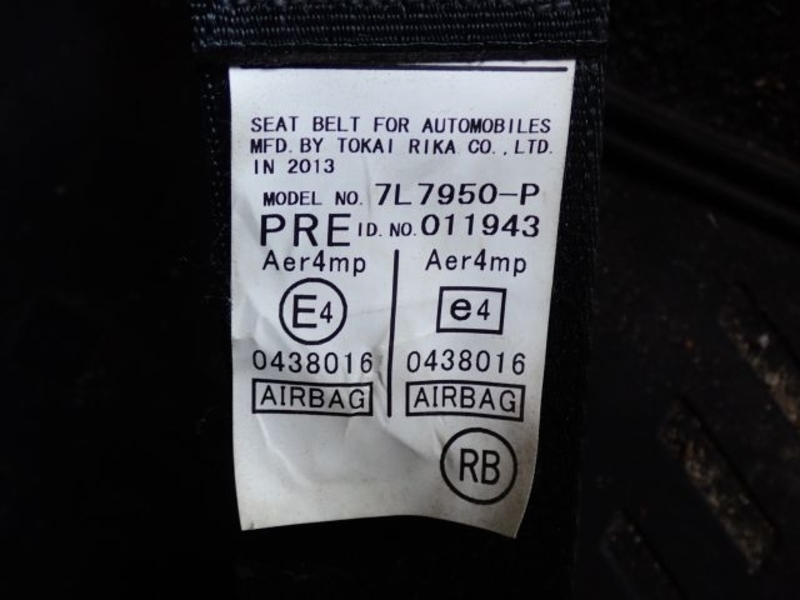 SEAT BELT FOR AUTOMOBILES
MFD. BY TOKAI RIKA CO., LTD.
IN 2013
MODEL NO. 7L7950-P
PRE ID. NO. 011943
Aer4mp Aer4mp
E4 e4
0438016 0438016
AIRBAG AIRBAG
RB